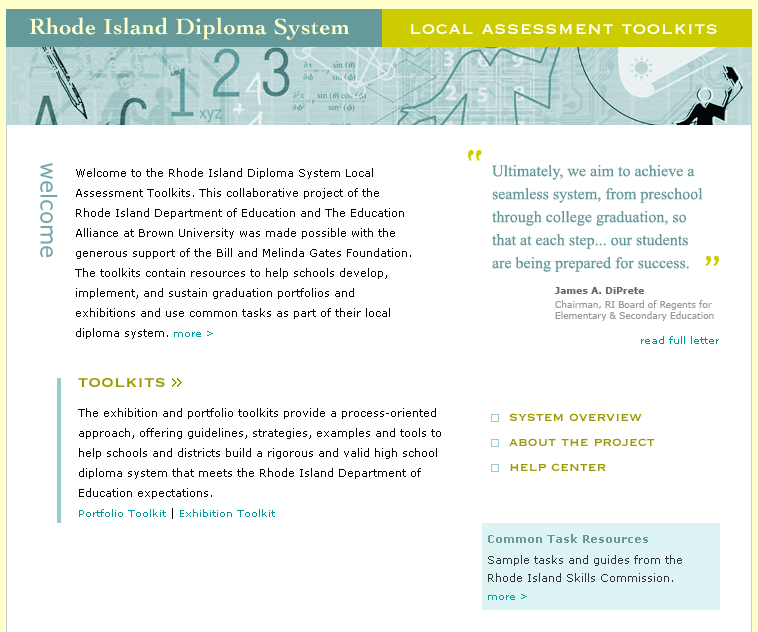 Rhode Island Diploma System
LOCAL ASSESSMENT TOOLKITS
A
C
1
2
3
xyz
welcome
Welcome to the Rhode Island Diploma System Local
Assessment Toolkits. This collaborative project of the
Rhode Island Department of Education and The Education
Alliance at Brown University was made possible with the
generous support of the Bill and Melinda Gates Foundation.
The toolkits contain resources to help schools develop,
implement, and sustain graduation portfolios and
exhibitions and use common tasks as part of their local
diploma system. more >
TOOLKITS »
The exhibition and portfolio toolkits provide a process-oriented
approach, offering guidelines, strategies, examples and tools to
help schools and districts build a rigorous and valid high school
diploma system that meets the Rhode Island Department of
Education expectations.
Portfolio Toolkit | Exhibition Toolkit
“ Ultimately, we aim to achieve a
seamless system, from preschool
through college graduation, so
that at each step... our students
are being prepared for success. ”
James A. DiPrete
Chairman, RI Board of Regents for
Elementary & Secondary Education
read full letter
SYSTEM OVERVIEW
ABOUT THE PROJECT
HELP CENTER
Common Task Resources
Sample tasks and guides from the
Rhode Island Skills Commission.
more >